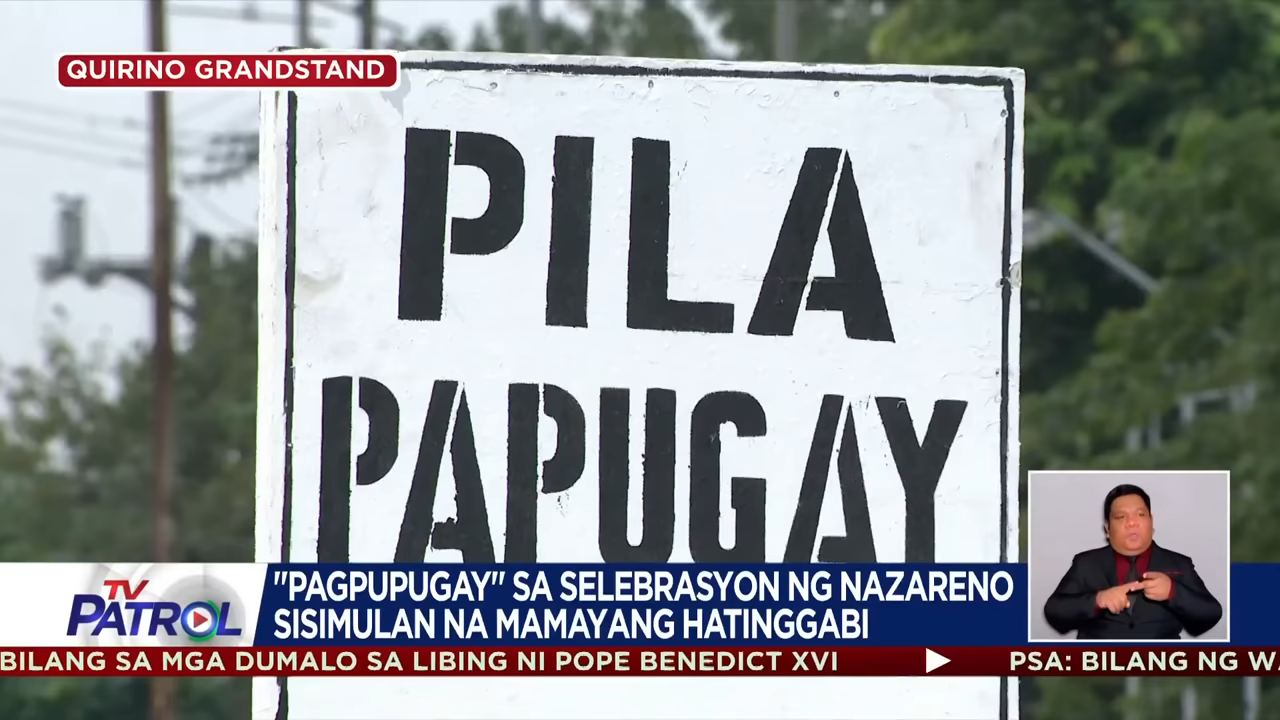 QUIRINO GRANDSTAND
PILA
PAPUGAY
TV
PATROL
"PAGPUPUGAY" SA SELEBRASYON NG NAZARENO
SISIMULAN NA MAMAYANG HATINGGABI
BILANG SA MGA DUMALO SA LIBING NI POPE BENEDICT XVI
PSA: BILANG NG